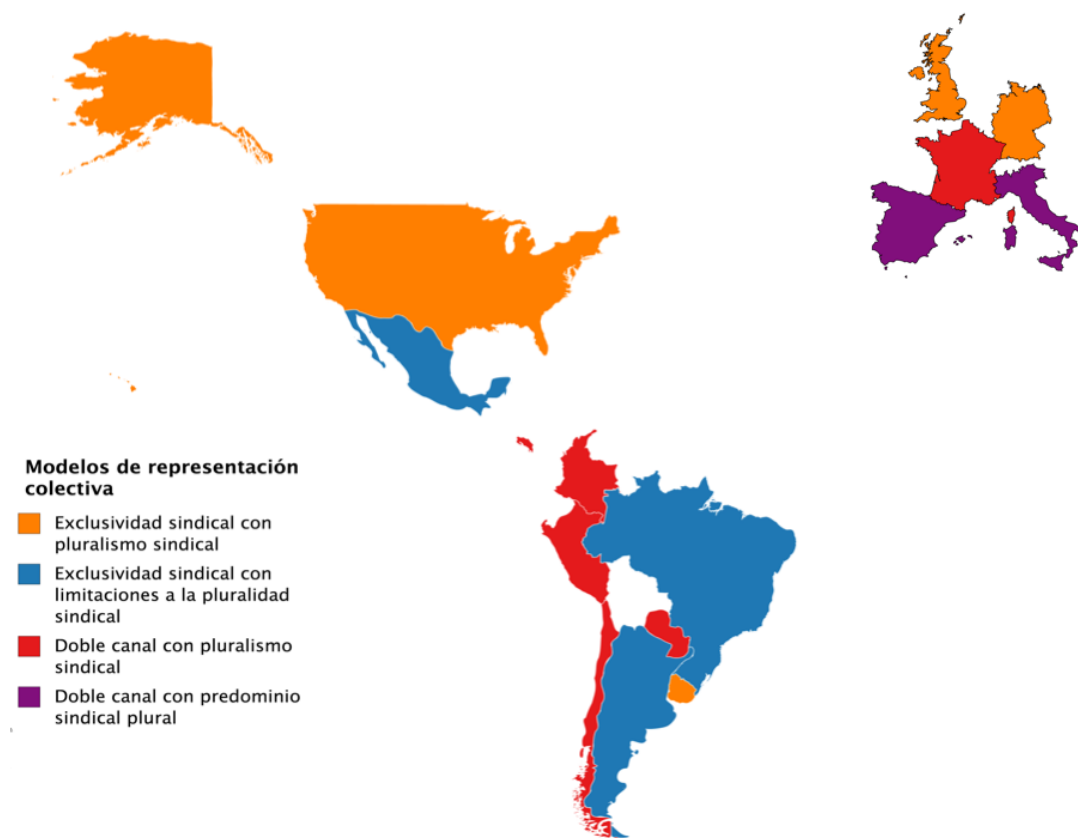 Modelos de representación
colectiva
Exclusividad sindical con
pluralismo sindical
Exclusividad sindical con
limitaciones a la pluralidad
sindical
Doble canal con pluralismo
sindical
Doble canal con predominio
sindical plural